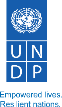 U N
D P
Empowered lives.
Resilient nations.